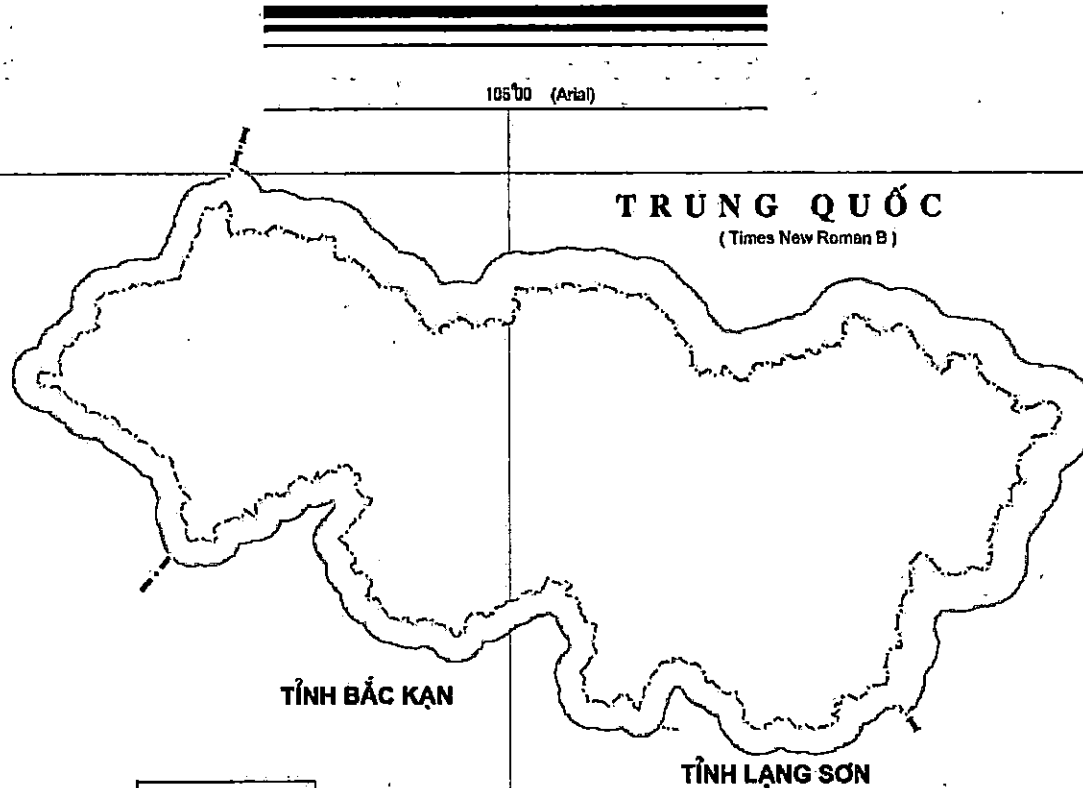 105°00 (Arial)
TRUNG QUỐC
( Times New Roman B )
TỈNH BẮC KẠN
TỈNH LẠNG SƠN